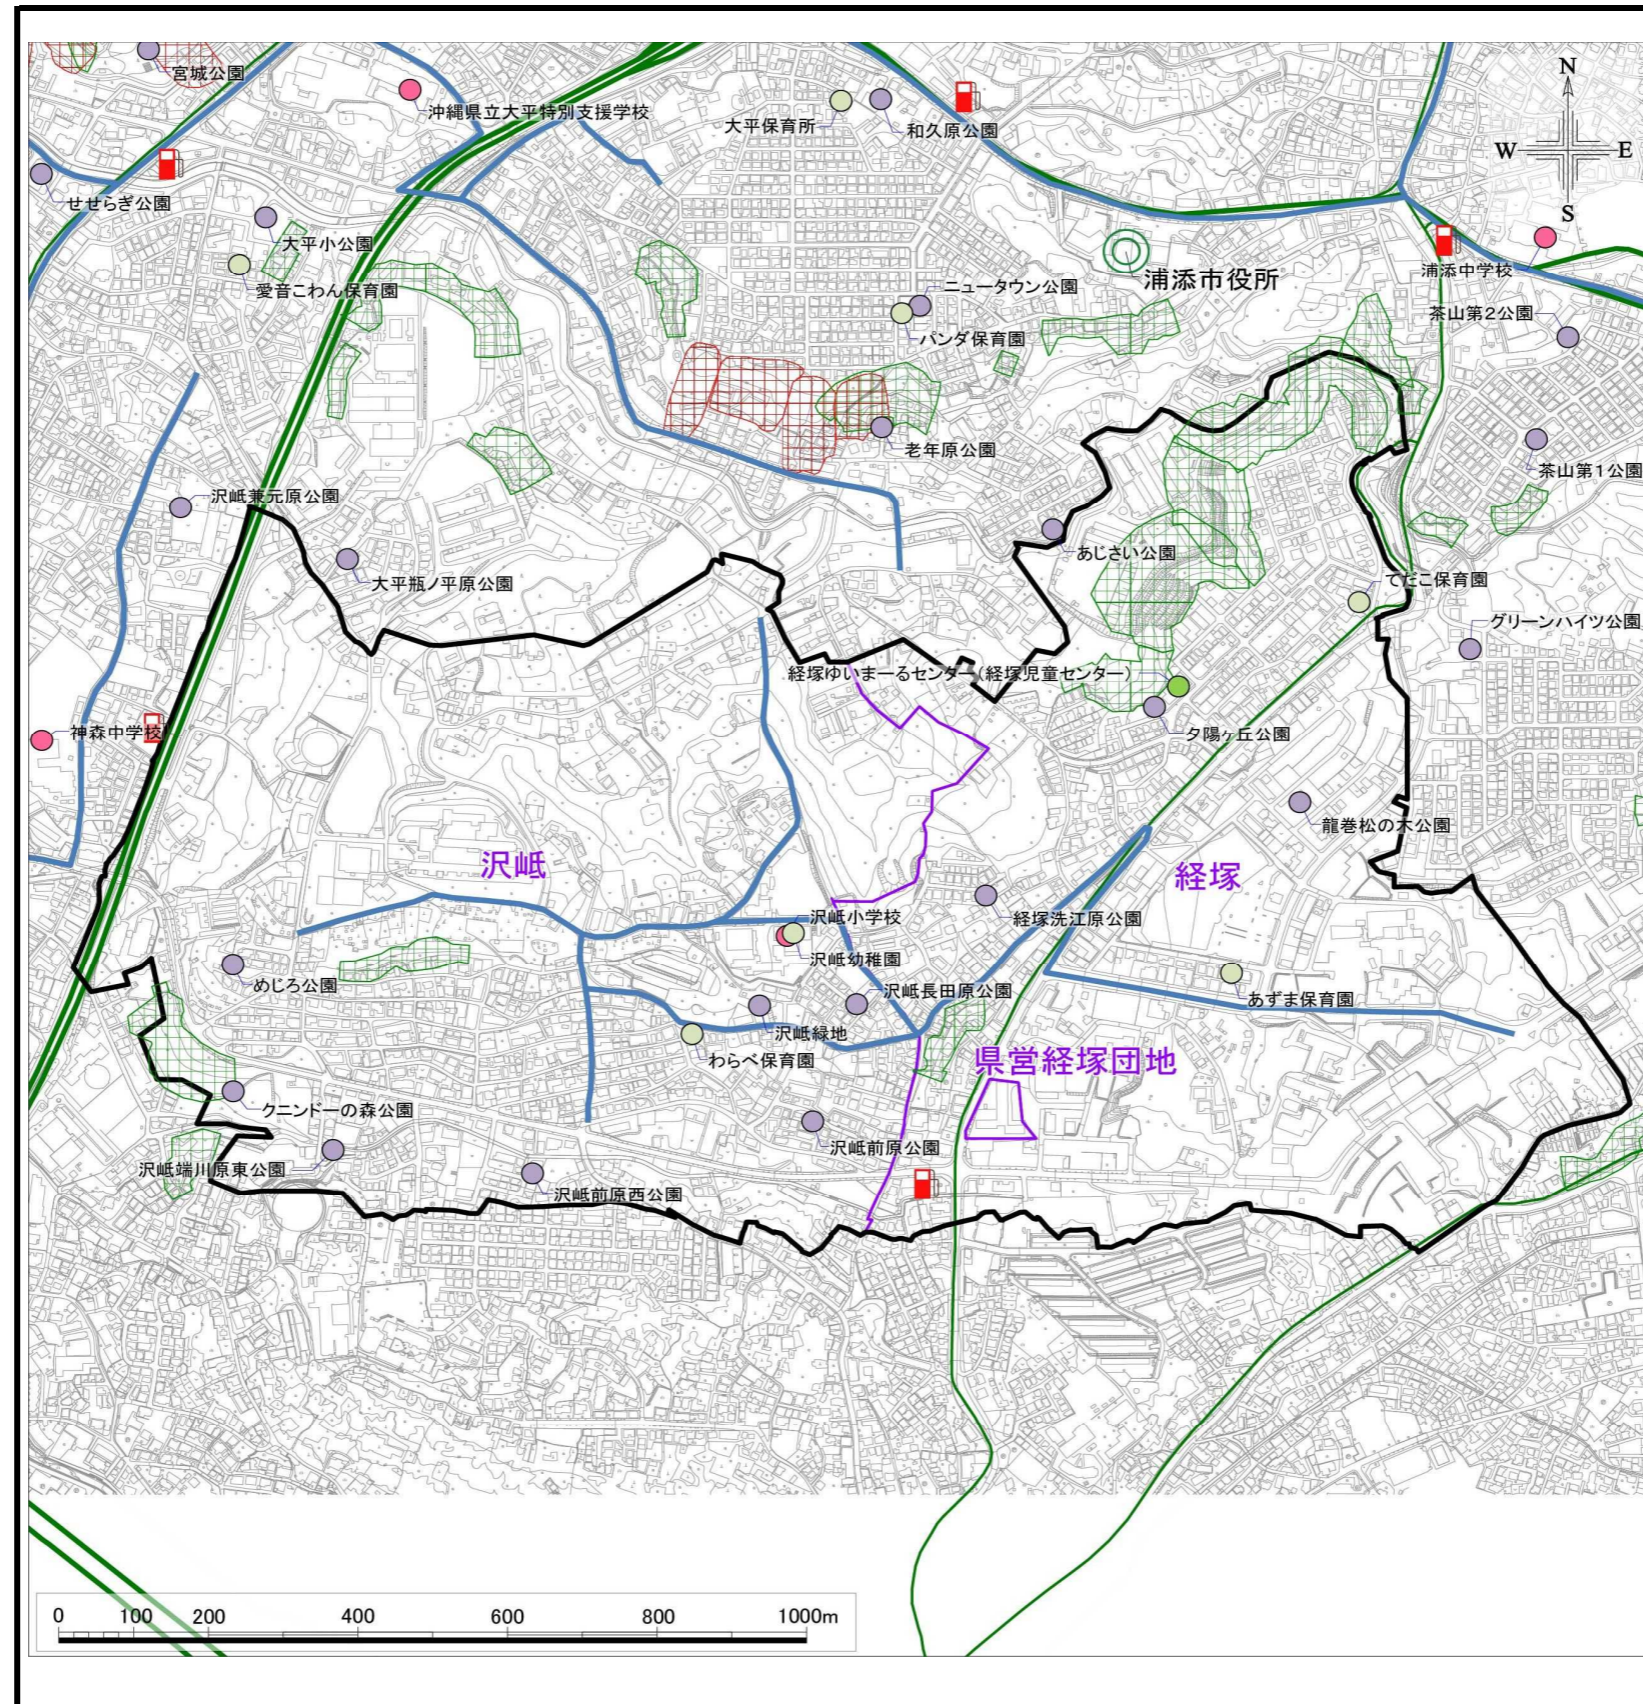 宮城公園
沖縄県立大平特別支援学校
大平保育所
和久原公園
N
W
E
S
せせらぎ公園
大平小公園
愛音こわん保育園
浦添市役所
浦添中学校
ニュータウン公園
パンダ保育園
茶山第2公園
老年原公園
茶山第1公園
沢岻兼元原公園
大平瓶ノ平原公園
あじさい公園
てだこ保育園
グリーンハイツ公園
経塚ゆいまーるセンター(経塚児童センター)
神森中学校
夕陽ヶ丘公園
龍巻松の木公園
沢岻
経塚
沢岻小学校
経塚洗江原公園
沢岻幼稚園
めじろ公園
沢岻長田原公園
あずま保育園
沢岻緑地
わらべ保育園
県営経塚団地
クニンドーの森公園
沢岻前原公園
沢岻端川原東公園
沢岻前原西公園
0
100
200
400
600
800
1000m